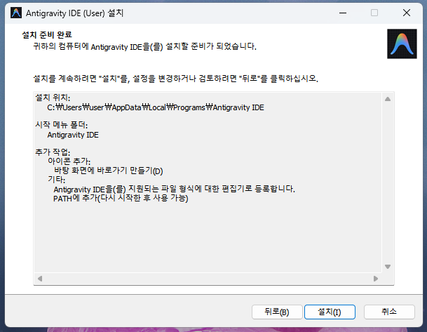 Antigravity IDE (User) 설치
설치 준비 완료
귀하의 컴퓨터에 Antigravity IDE을(를) 설치할 준비가 되었습니다.
설치를 계속하려면 "설치"를, 설정을 변경하거나 검토하려면 "뒤로"를 클릭하십시오.
설치 위치:
C:₩Users₩user₩AppData₩Local₩Programs₩Antigravity IDE
시작 메뉴 폴더:
Antigravity IDE
추가 작업:
아이콘 추가:
바탕 화면에 바로가기 만들기(D)
기타:
Antigravity IDE을(를) 지원되는 파일 형식에 대한 편집기로 등록합니다.
PATH에 추가(다시 시작한 후 사용 가능)
뒤로(B)
설치(I)
취소